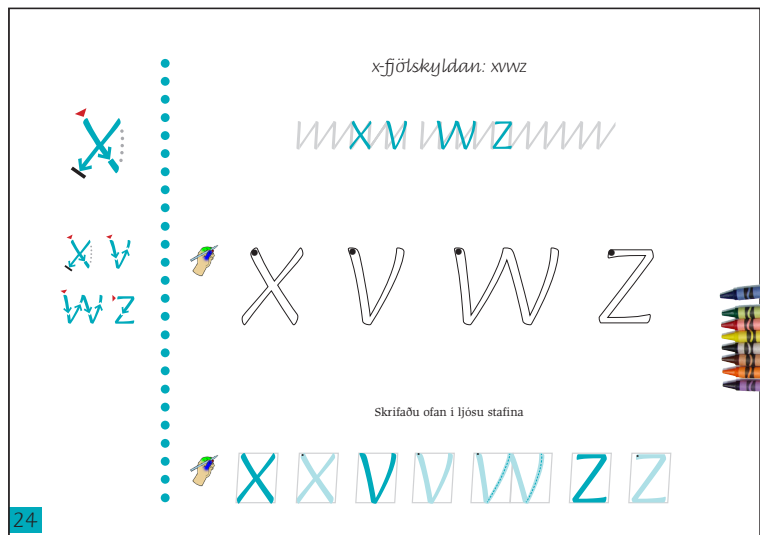 x-fjölskyldan: xvwz
x v w z
x
x v
w z
x v w z
Skrifaðu ofan í ljósu stafina
x x v v w z z
24